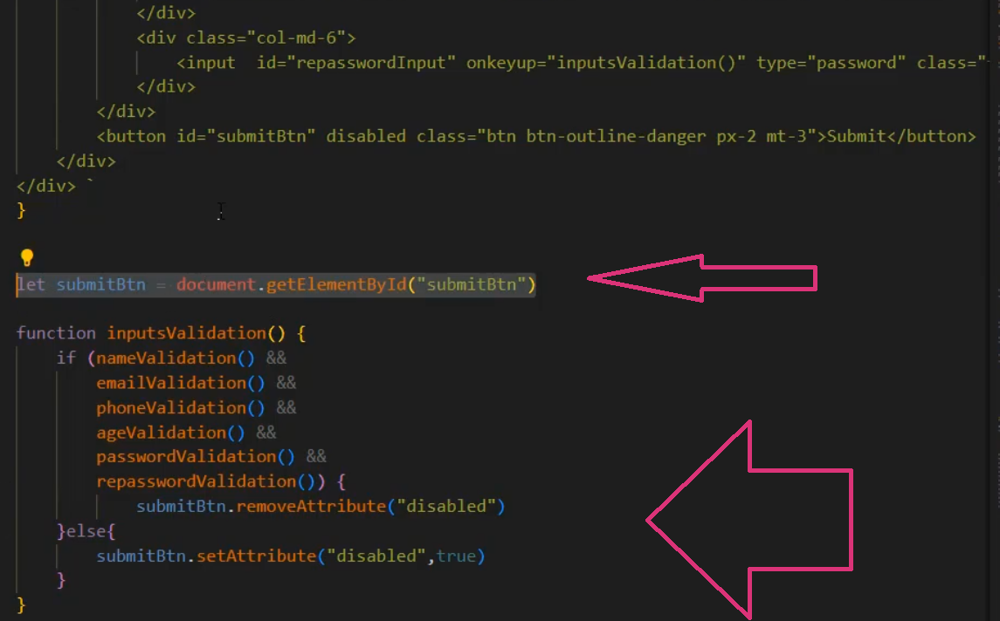 </div>
<div class="col-md-6">
<input  id="repasswordInput" onkeyup="inputsValidation()" type="password" class="
</div>
</div>
<button id="submitBtn" disabled class="btn btn-outline-danger px-2 mt-3">Submit</button>
</div>
</div> `
}
let submitBtn = document.getElementById("submitBtn")
function inputsValidation() {
if (nameValidation() &&
emailValidation() &&
phoneValidation() &&
ageValidation() &&
passwordValidation() &&
repasswordValidation()) {
submitBtn.removeAttribute("disabled")
}else{
submitBtn.setAttribute("disabled",true)
}
}